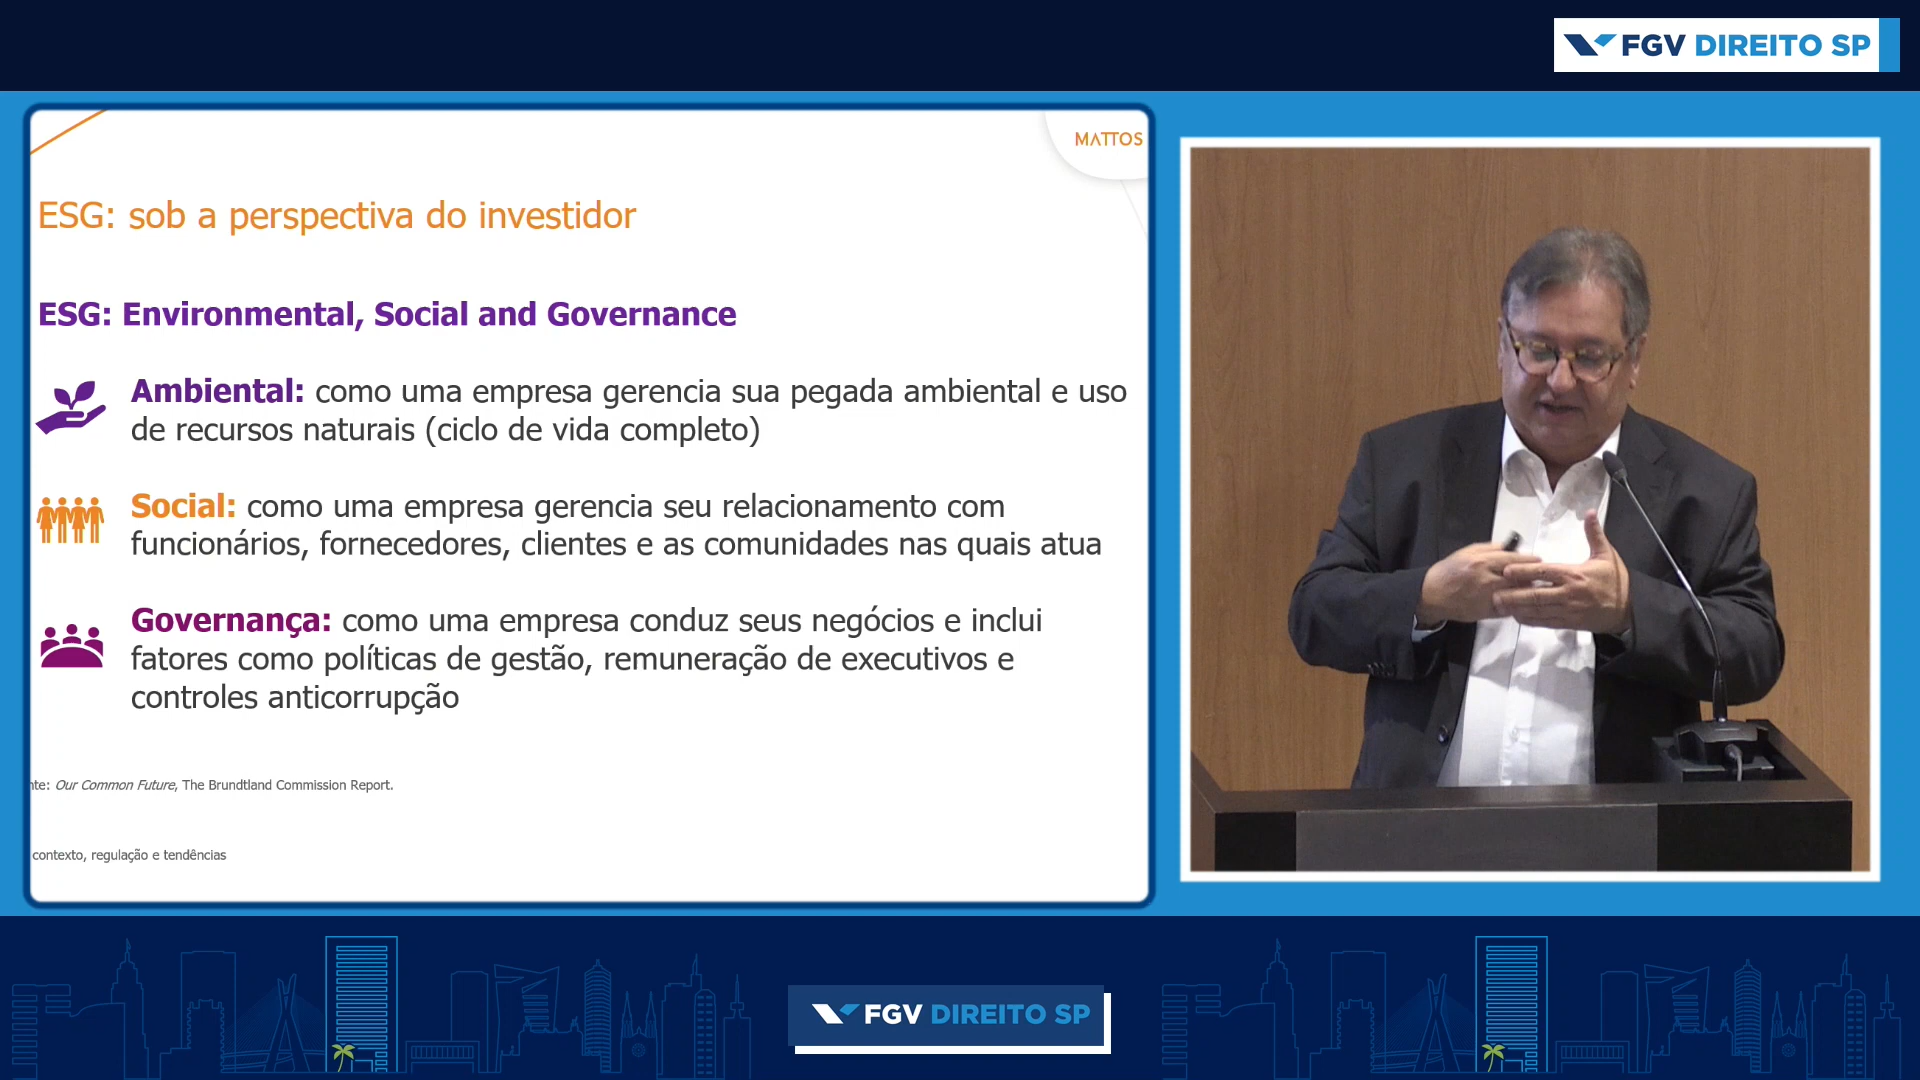 FGV DIREITO SP
MATTOS
ESG: sob a perspectiva do investidor
ESG: Environmental, Social and Governance
Ambiental: como uma empresa gerencia sua pegada ambiental e uso
de recursos naturais (ciclo de vida completo)
Social: como uma empresa gerencia seu relacionamento com
funcionários, fornecedores, clientes e as comunidades nas quais atua
Governança: como uma empresa conduz seus negócios e inclui
fatores como políticas de gestão, remuneração de executivos e
controles anticorrupção
nte: Our Common Future, The Brundtland Commission Report.
contexto, regulação e tendências
FGV DIREITO SP